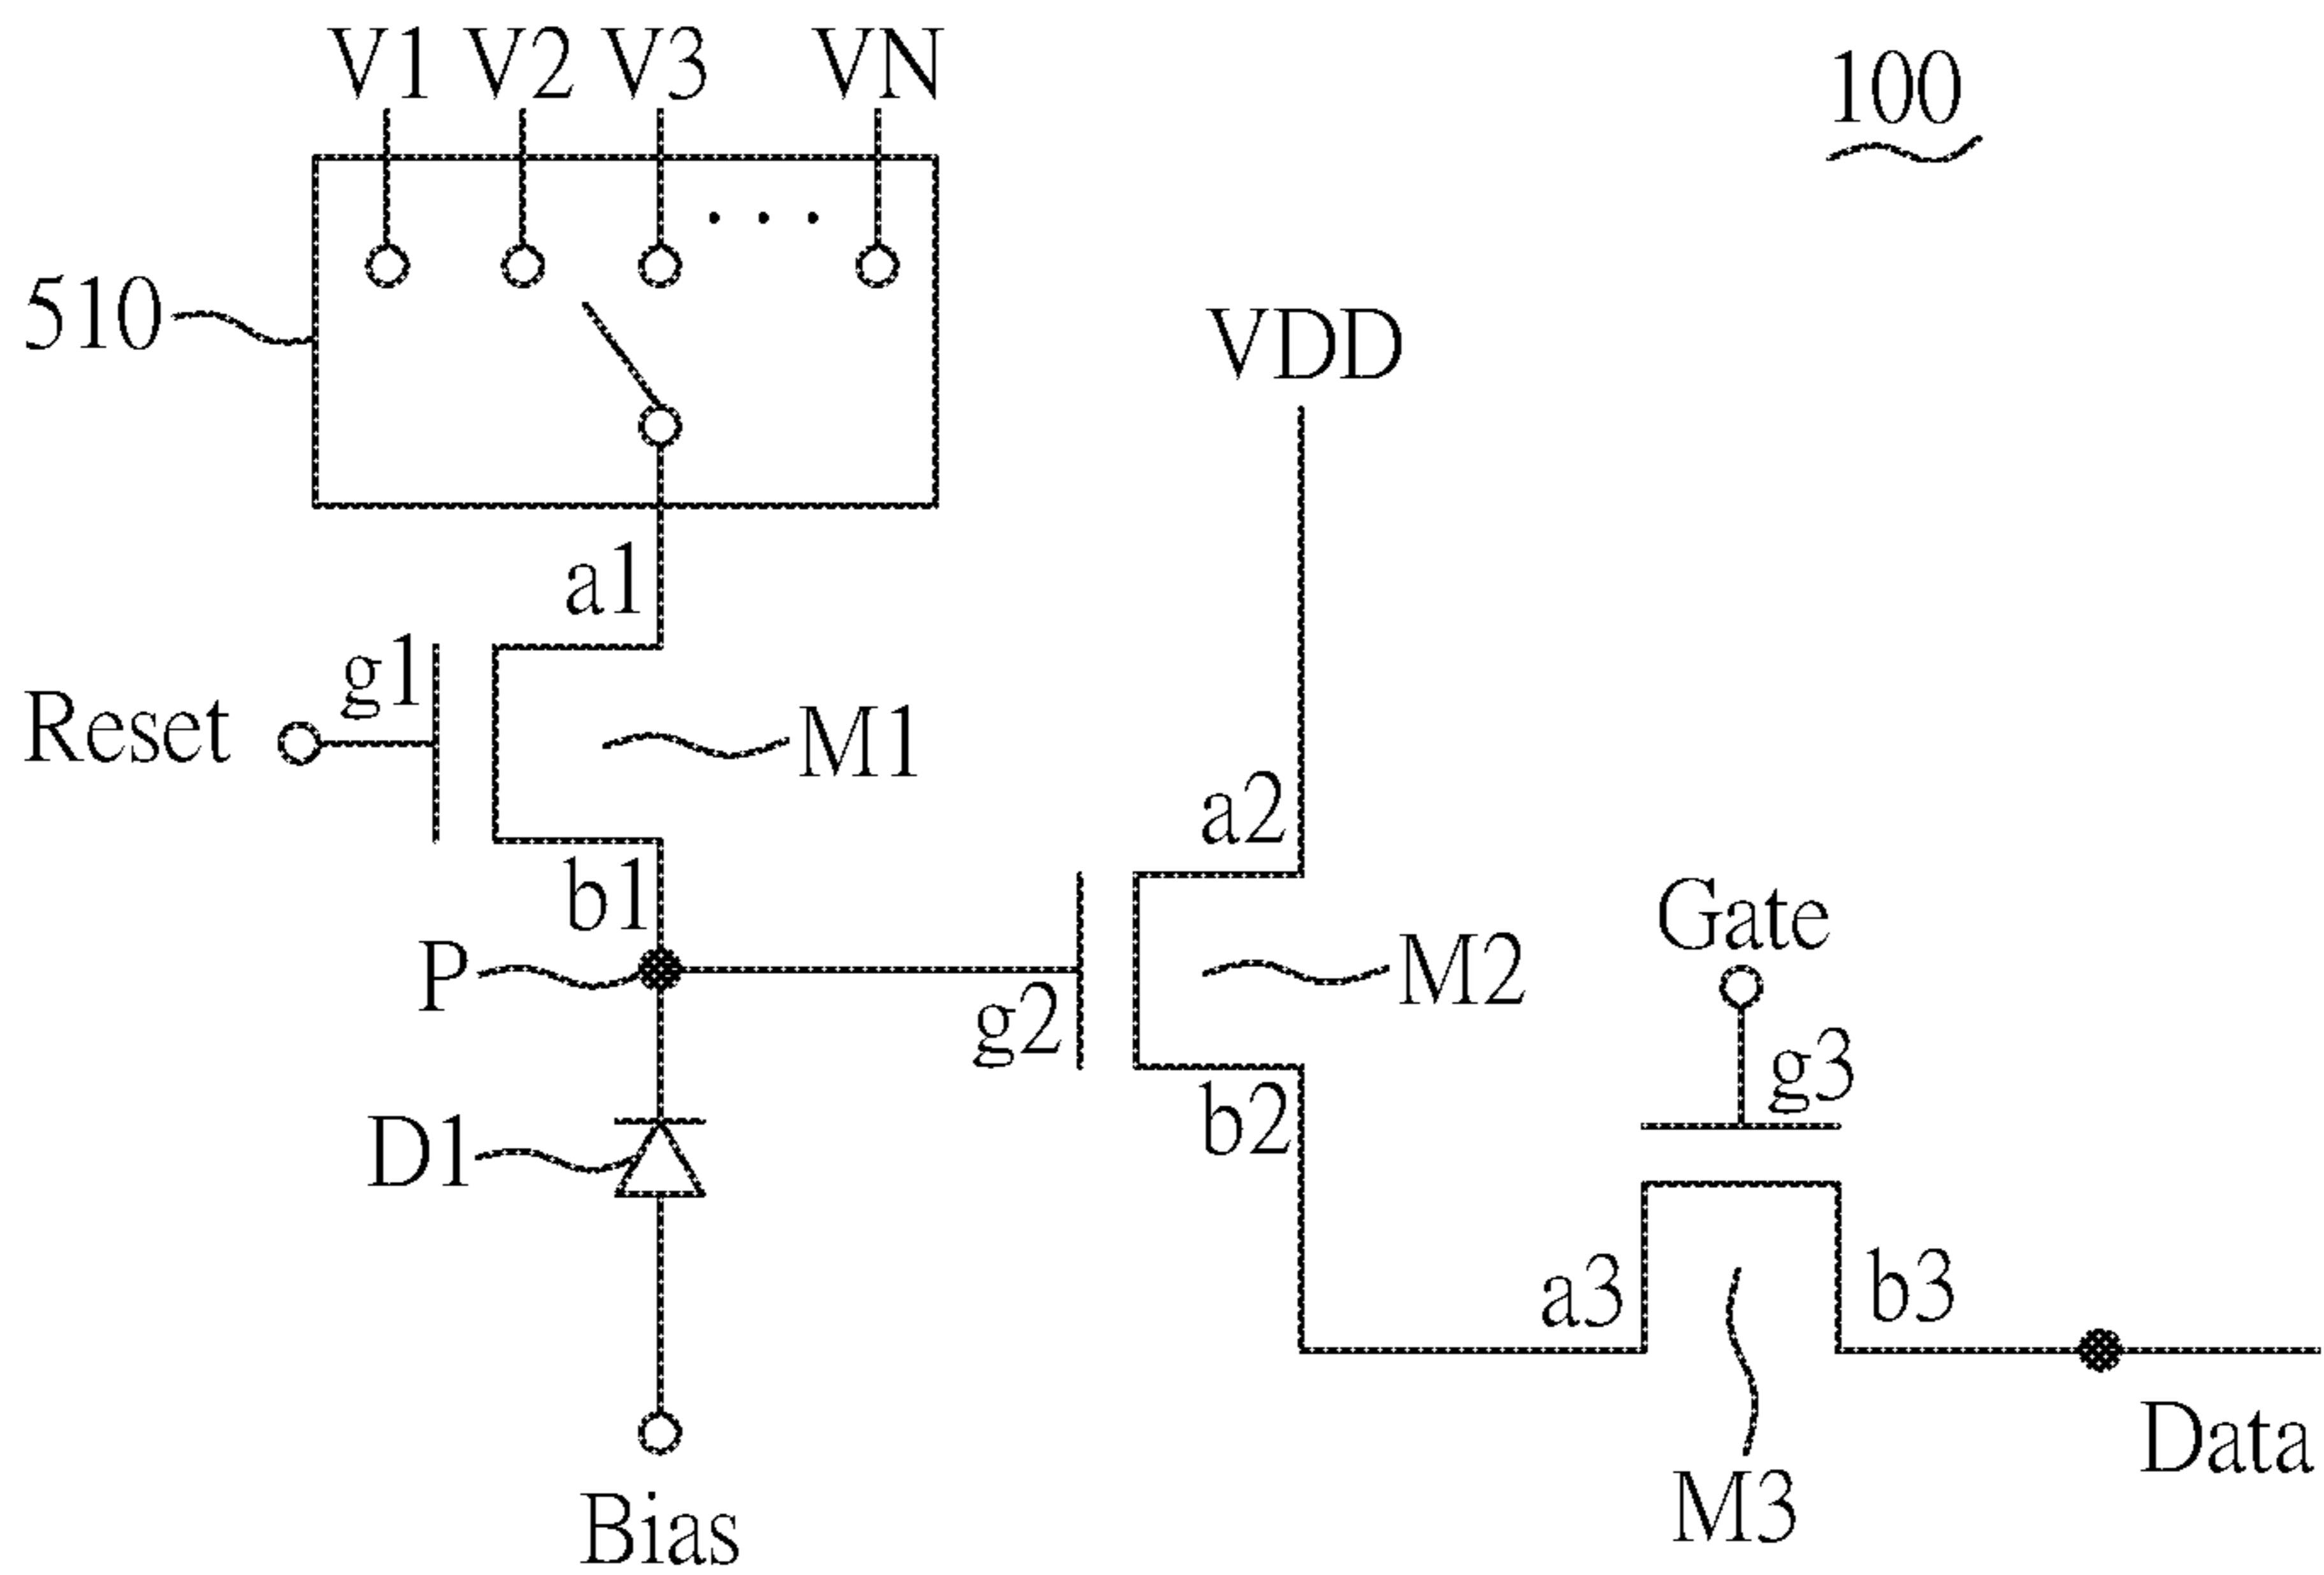 V1 V2 V3 VN
100
510
VDD
a1
g1
Reset
M1
a2
b1
Gate
P
M2
g2
g3
D1
b2
a3
b3
Data
M3
Bias